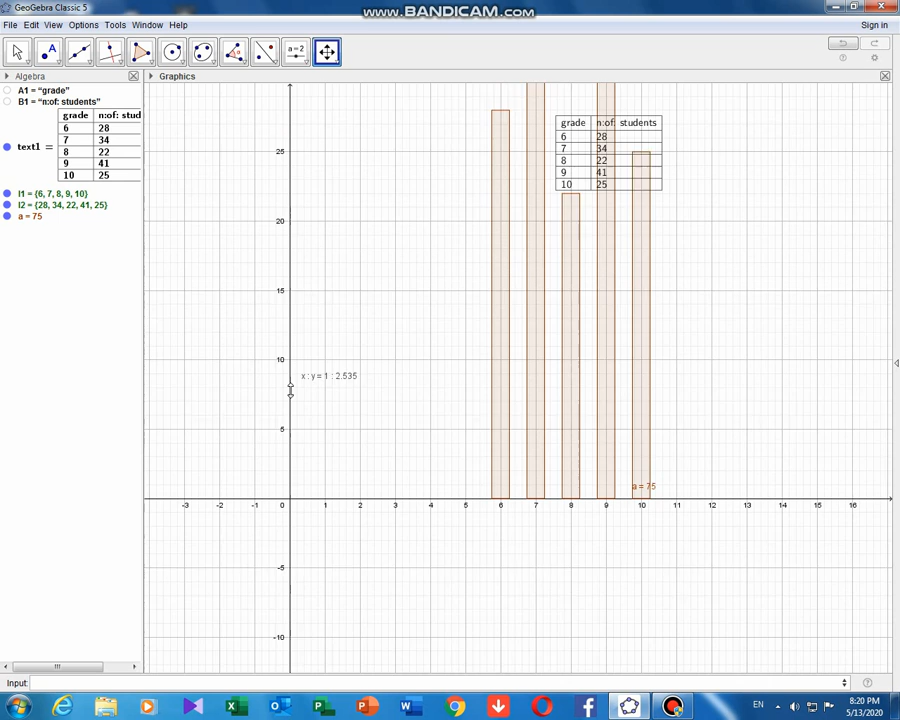 GeoGebra Classic 5
www.BANDICAM.com
File Edit View Options Tools Window Help
Sign in
a=2
Algebra
Graphics
A1 = "grade"
B1 = "n:of: students"
text1 =
grade n:of: stud
6 28
7 34
8 22
9 41
10 25
l1 = {6, 7, 8, 9, 10}
l2 = {28, 34, 22, 41, 25}
a = 75
grade n:of: students
6 28
7 34
8 22
9 41
10 25
25
20
15
10
x : y = 1 : 2.535
5
a = 75
-3 -2 -1 0 1 2 3 4 5 6 7 8 9 10 11 12 13 14 15 16
-5
-10
Input:
EN
8:20 PM
5/13/2020